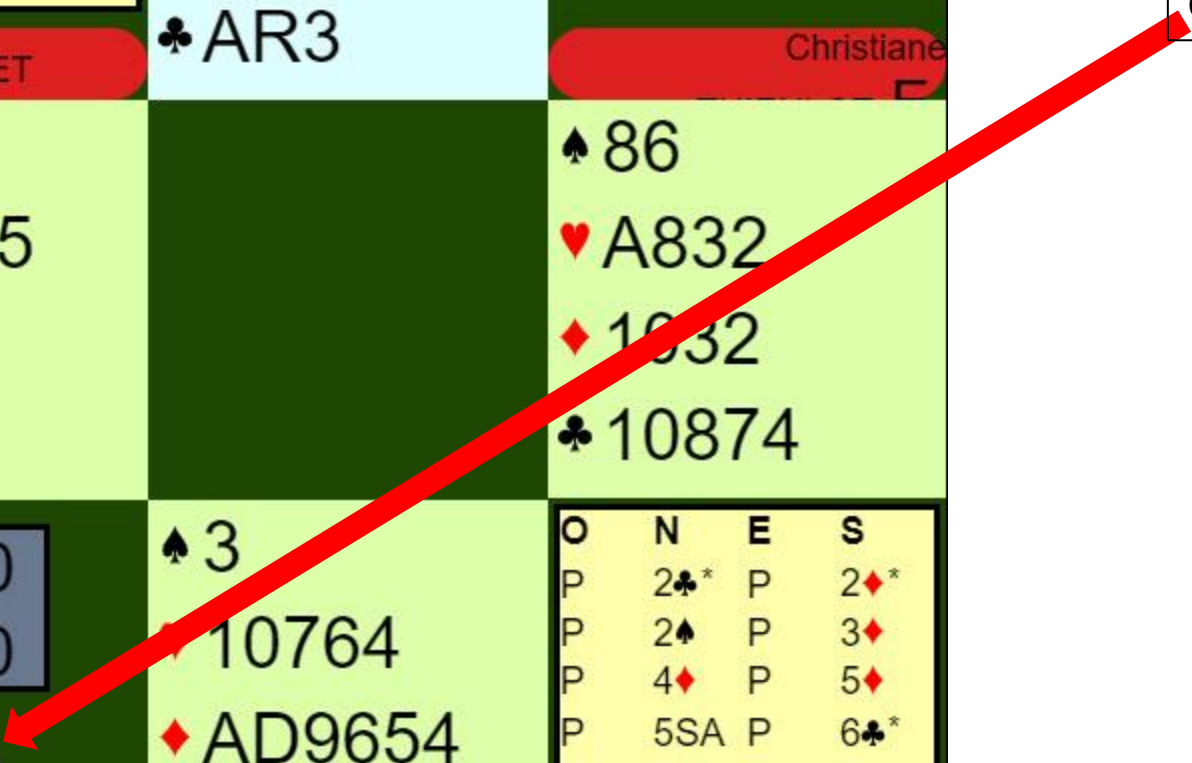 ♣ AR3
ET
Christiane
♠ 86
5
♥ A832
♦ 1032
♣ 10874
♠ 3
10764
♦ AD9654
O N E S
P 2♣* P 2♦*
P 2♠ P 3♦
P 4♦ P 5♦
P 5SA P 6♣*